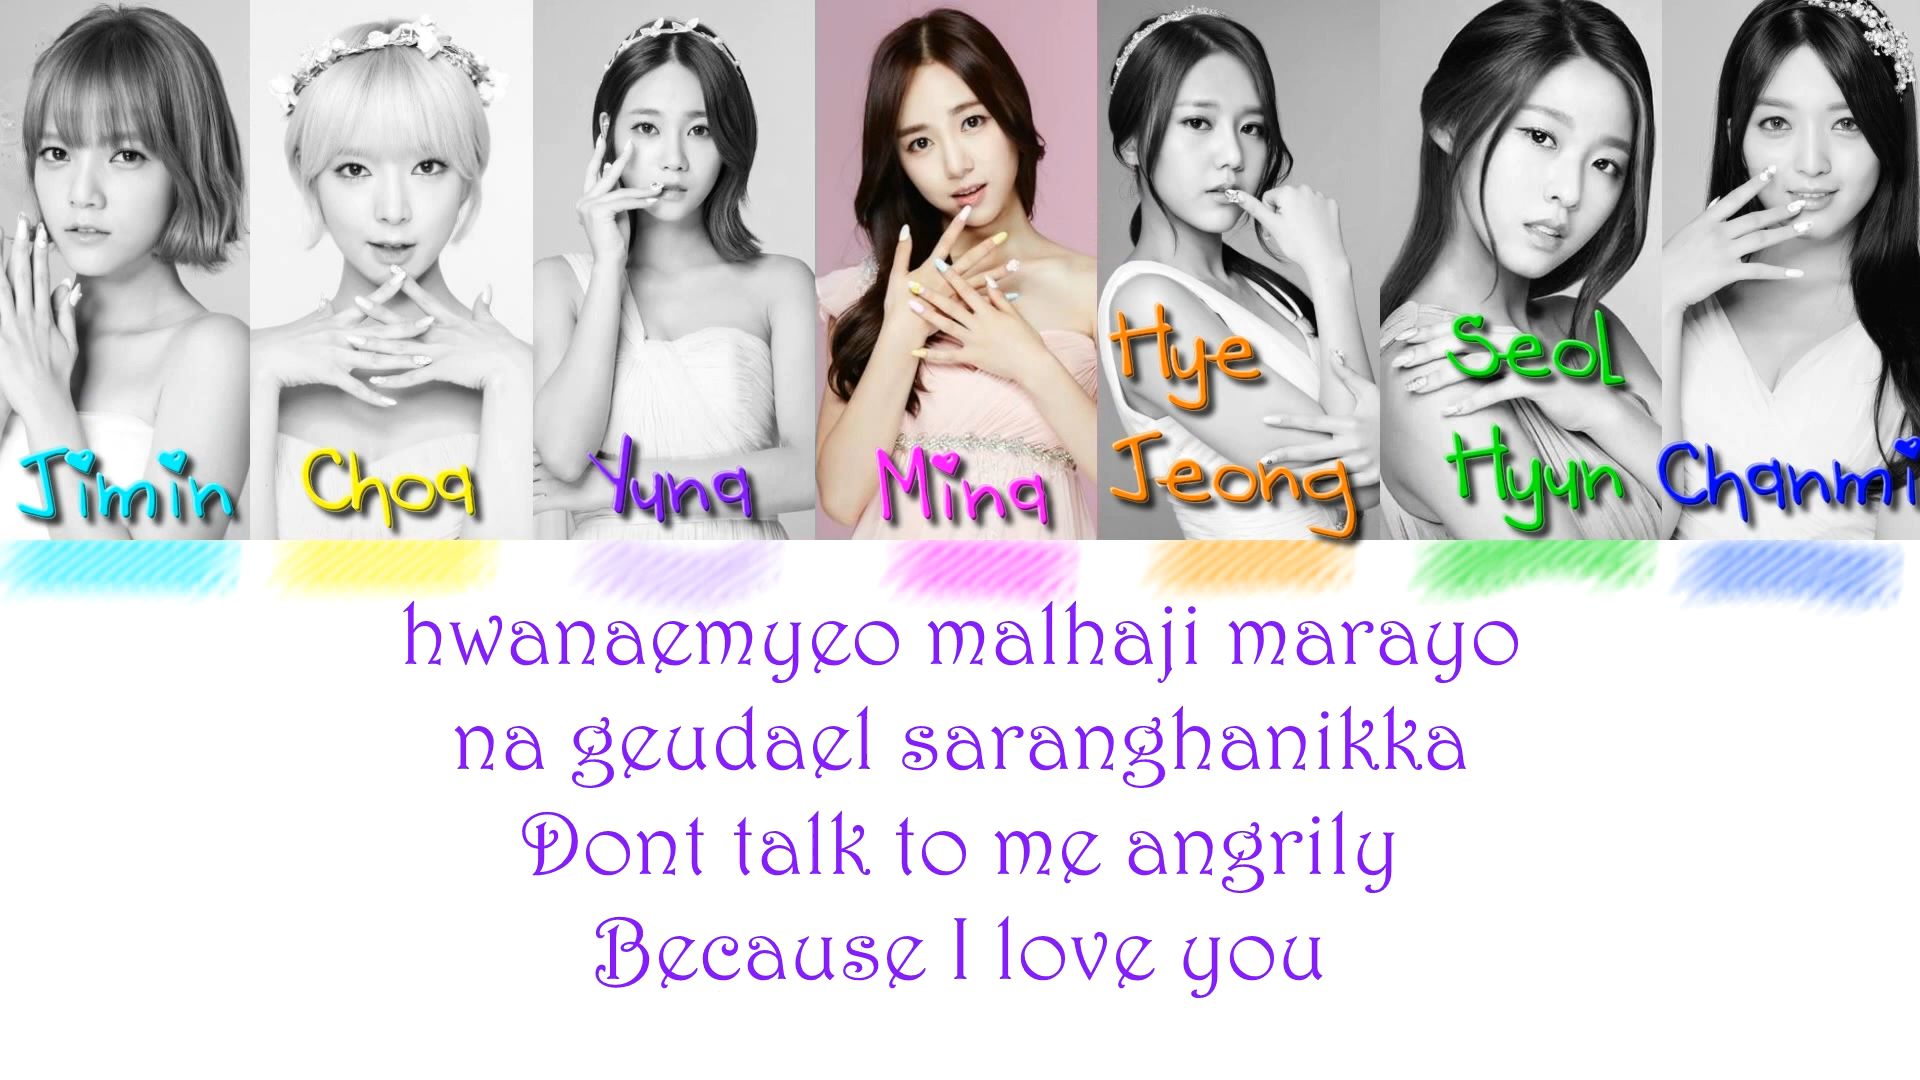 Jimin Choa Yuna Mina Hye Jeong Seol Hyun Chanmi
hwanaemyeo malhaji marayo
na geudael saranghanikka
Dont talk to me angrily
Because I love you